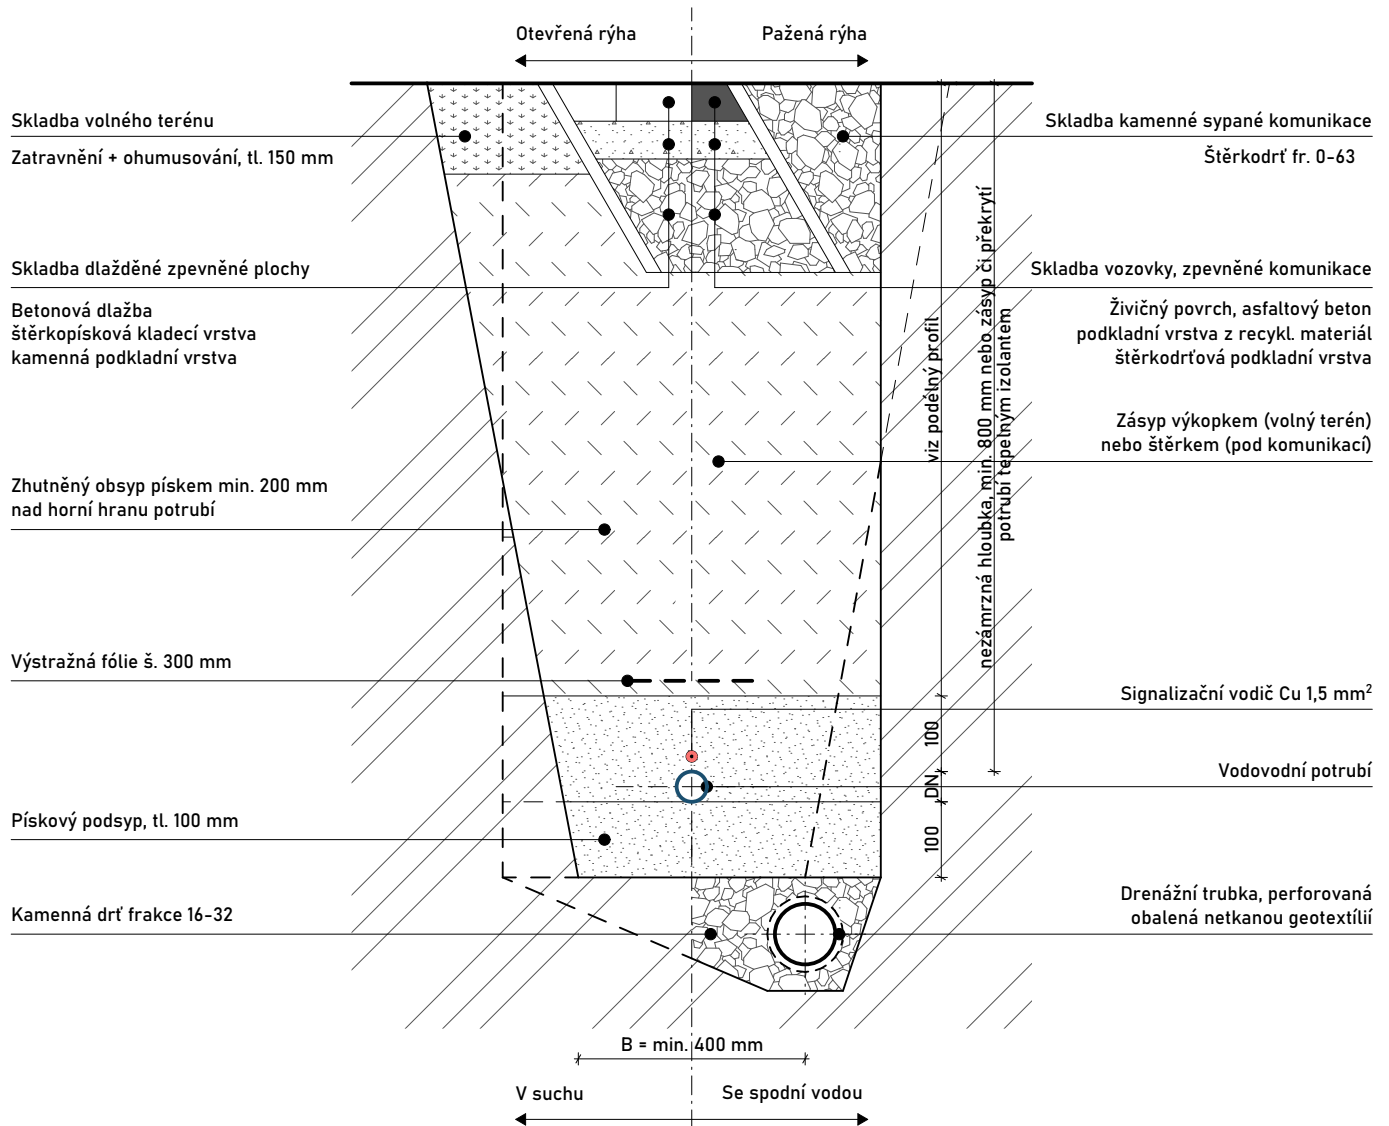 Otevřená rýha
Pažená rýha
Skladba volného terénu
Zatravnění + ohumusování, tl. 150 mm
Skladba kamenné sypané komunikace
Štěrkodrť fr. 0-63
Skladba dlažděné zpevněné plochy
Betonová dlažba
štěrkopísková kladecí vrstva
kamenná podkladní vrstva
Skladba vozovky, zpevněné komunikace
Živičný povrch, asfaltový beton
podkladní vrstva z recykl. materiál
štěrkodrťová podkladní vrstva
viz podélný profil
nezámrzná hloubka, min. 800 mm nebo zásyp či překrytí
potrubí tepelným izolantem
Zásyp výkopkem (volný terén)
nebo štěrkem (pod komunikací)
Zhutněný obsyp pískem min. 200 mm
nad horní hranu potrubí
Výstražná fólie š. 300 mm
Signalizační vodič Cu 1,5 mm²
100
Vodovodní potrubí
DN
Pískový podsyp, tl. 100 mm
100
Drenážní trubka, perforovaná
obalená netkanou geotextílií
Kamenná drť frakce 16-32
B = min. 400 mm
V suchu
Se spodní vodou